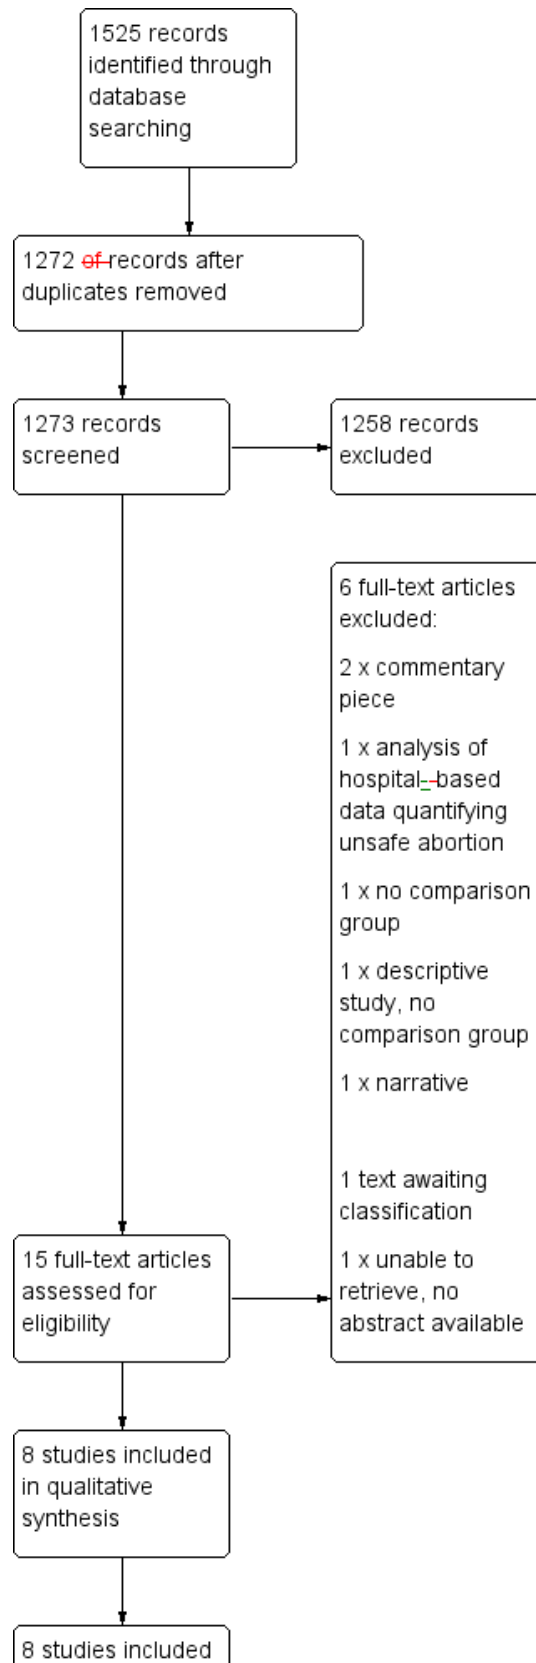 1525 records
identified through
database
searching
1272 of records after
duplicates removed
1273 records
screened
1258 records
excluded
6 full-text articles
excluded:
2 x commentary
piece
1 x analysis of
hospital--based
data quantifying
unsafe abortion
1 x no comparison
group
1 x descriptive
study, no
comparison group
1 x narrative
1 text awaiting
classification
1 x unable to
retrieve, no
abstract available
15 full-text articles
assessed for
eligibility
8 studies included
in qualitative
synthesis
8 studies included